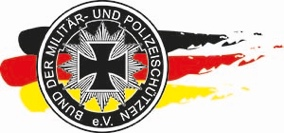 BUND DER MILITÄR- UND POLIZEISCHÜTZEN
e.V.